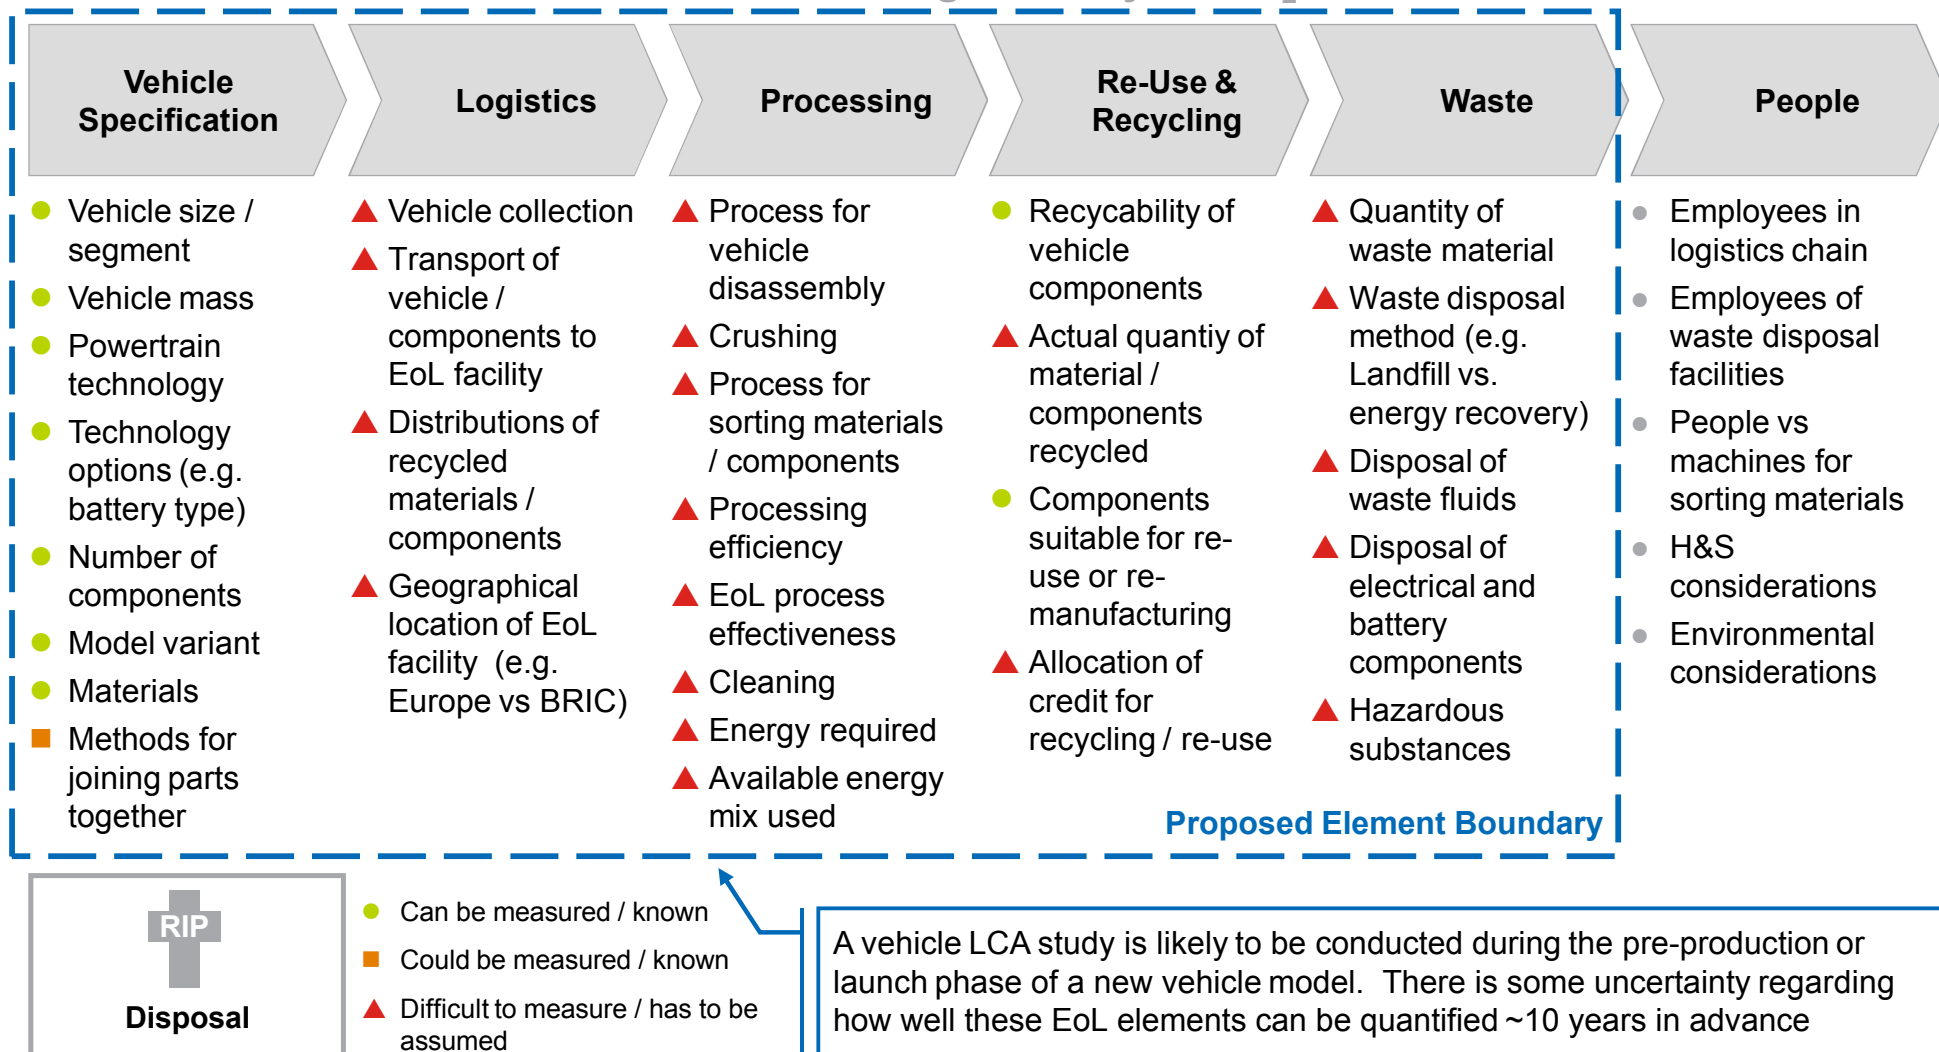 Vehicle
Specification
Logistics
Processing
Re-Use &
Recycling
Waste
People
Vehicle size /
segment
Vehicle mass
Powertrain
technology
Technology
options (e.g.
battery type)
Number of
components
Model variant
Materials
Methods for
joining parts
together
Vehicle collection
Transport of
vehicle /
components to
EoL facility
Distributions of
recycled
materials /
components
Geographical
location of EoL
facility (e.g.
Europe vs BRIC)
Process for
vehicle
disassembly
Crushing
Process for
sorting materials
/ components
Processing
efficiency
EoL process
effectiveness
Cleaning
Energy required
Available energy
mix used
Recycability of
vehicle
components
Actual quantiy of
material /
components
recycled
Components
suitable for re-
use or re-
manufacturing
Allocation of
credit for
recycling / re-use
Quantity of
waste material
Waste disposal
method (e.g.
Landfill vs.
energy recovery)
Disposal of
waste fluids
Disposal of
electrical and
battery
components
Hazardous
substances
Employees in
logistics chain
Employees of
waste disposal
facilities
People vs
machines for
sorting materials
H&S
considerations
Environmental
considerations
Proposed Element Boundary
RIP
Disposal
Can be measured / known
Could be measured / known
Difficult to measure / has to be
assumed
A vehicle LCA study is likely to be conducted during the pre-production or
launch phase of a new vehicle model. There is some uncertainty regarding
how well these EoL elements can be quantified ~10 years in advance